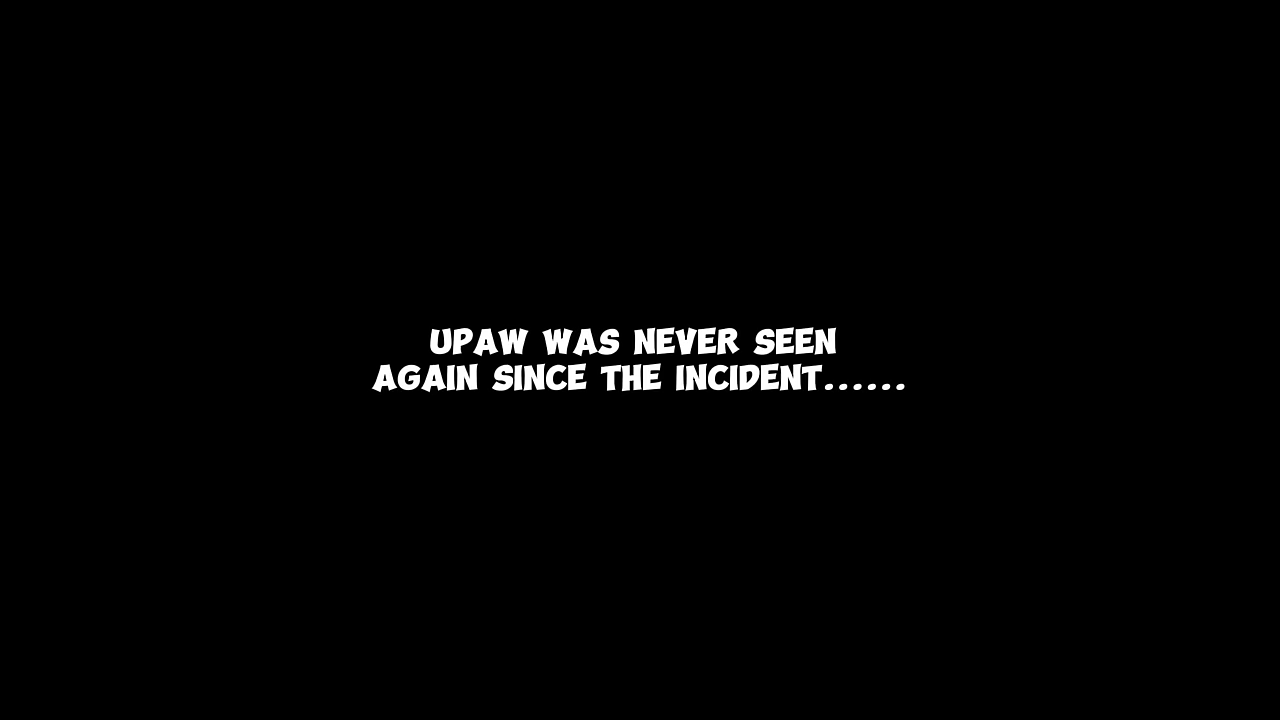 UPAW WAS NEVER SEEN
AGAIN SINCE THE INCIDENT......